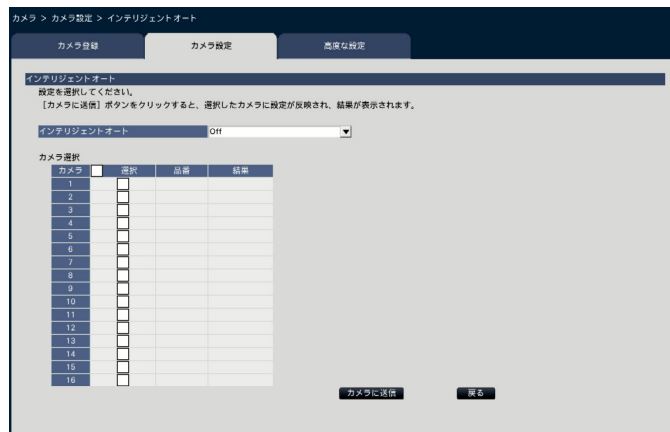 カメラ > カメラ設定 > インテリジェントオート
カメラ登録 カメラ設定 高度な設定
インテリジェントオート
設定を選択してください。
［カメラに送信］ボタンをクリックすると、選択したカメラに設定が反映され、結果が表示されます。
インテリジェントオート Off
カメラ選択
カメラ 選択 品番 結果
1
2
3
4
5
6
7
8
9
10
11
12
13
14
15
16
カメラに送信 戻る